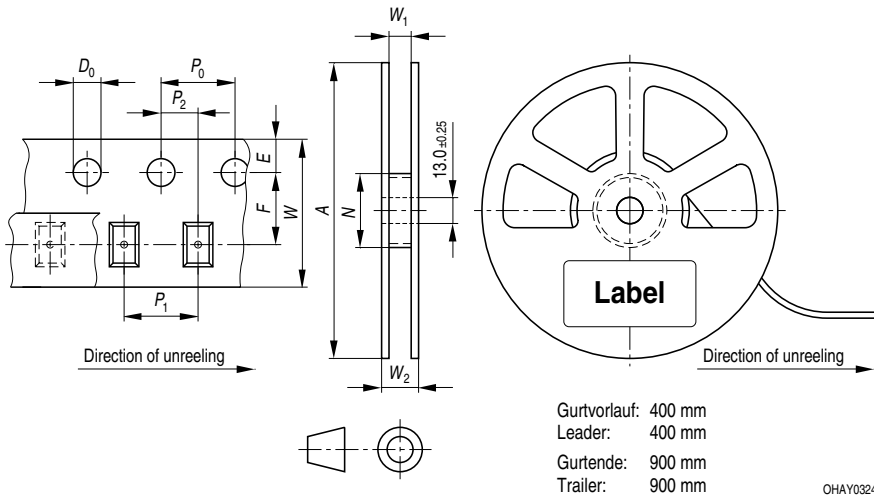 W1
D0
P0
P2
E
F
W
A
N
13.0 ±0.25
Label
P1
Direction of unreeling
W2
Direction of unreeling
Gurtvorlauf: 400 mm
Leader: 400 mm
Gurtende: 900 mm
Trailer: 900 mm
OHAY0324